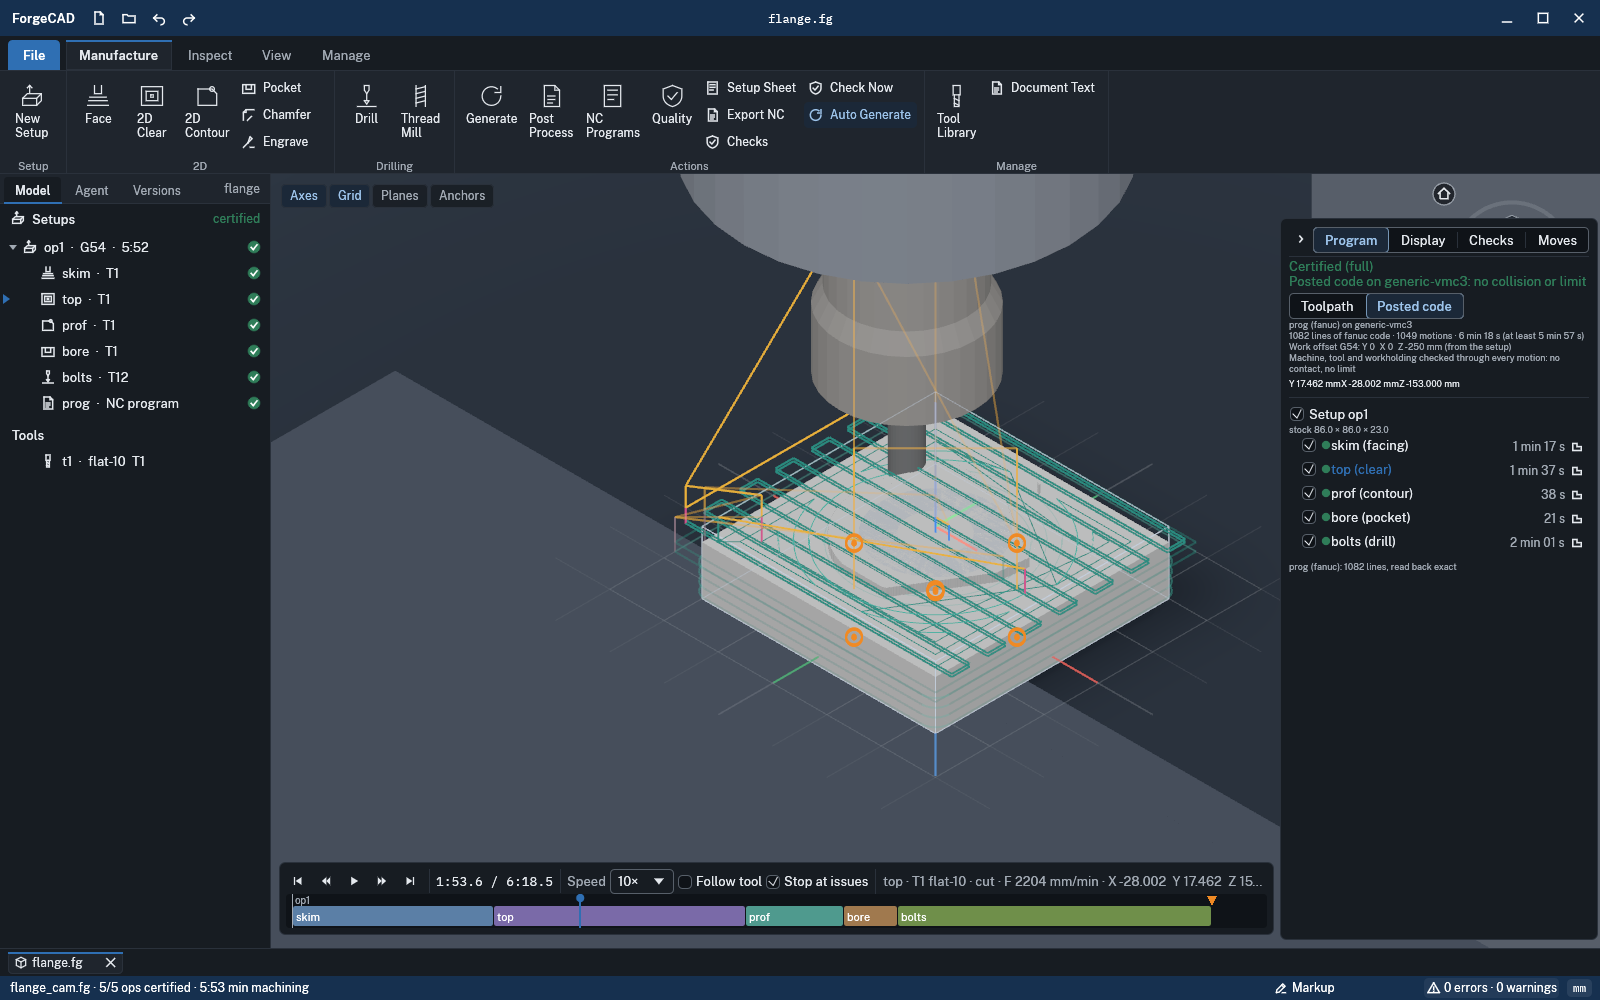 ForgeCAD
flange.fg
File
Manufacture
Inspect
View
Manage
New Setup
Face
2D Clear
2D Contour
Pocket
Chamfer
Engrave
Drill
Thread Mill
Generate
Post Process
NC Programs
Quality
Setup Sheet
Export NC
Checks
Check Now
Auto Generate
Tool Library
Document Text
Setup
2D
Drilling
Actions
Manage
Model
Agent
Versions
flange
Setups
certified
op1 · G54 · 5:52
skim · T1
top · T1
prof · T1
bore · T1
bolts · T12
prog · NC program
Tools
t1 · flat-10 T1
Axes
Grid
Planes
Anchors
Program
Display
Checks
Moves
Certified (full)
Posted code on generic-vmc3: no collision or limit
Toolpath
Posted code
prog (fanuc) on generic-vmc3
1082 lines of fanuc code · 1049 motions · 6 min 18 s (at least 5 min 57 s)
Work offset G54: Y 0 X 0 Z -250 mm (from the setup)
Machine, tool and workholding checked through every motion: no
contact, no limit
Y 17.462 mmX -28.002 mmZ -153.000 mm
Setup op1
stock 86.0 × 86.0 × 23.0
skim (facing) 1 min 17 s
top (clear) 1 min 37 s
prof (contour) 38 s
bore (pocket) 21 s
bolts (drill) 2 min 01 s
prog (fanuc): 1082 lines, read back exact
1:53.6 / 6:18.5
Speed
10×
Follow tool
Stop at issues
top · T1 flat-10 · cut · F 2204 mm/min · X -28.002 Y 17.462 Z 15...
op1
skim
top
prof
bore
bolts
flange.fg
flange_cam.fg · 5/5 ops certified · 5:53 min machining
Markup
0 errors · 0 warnings
mm